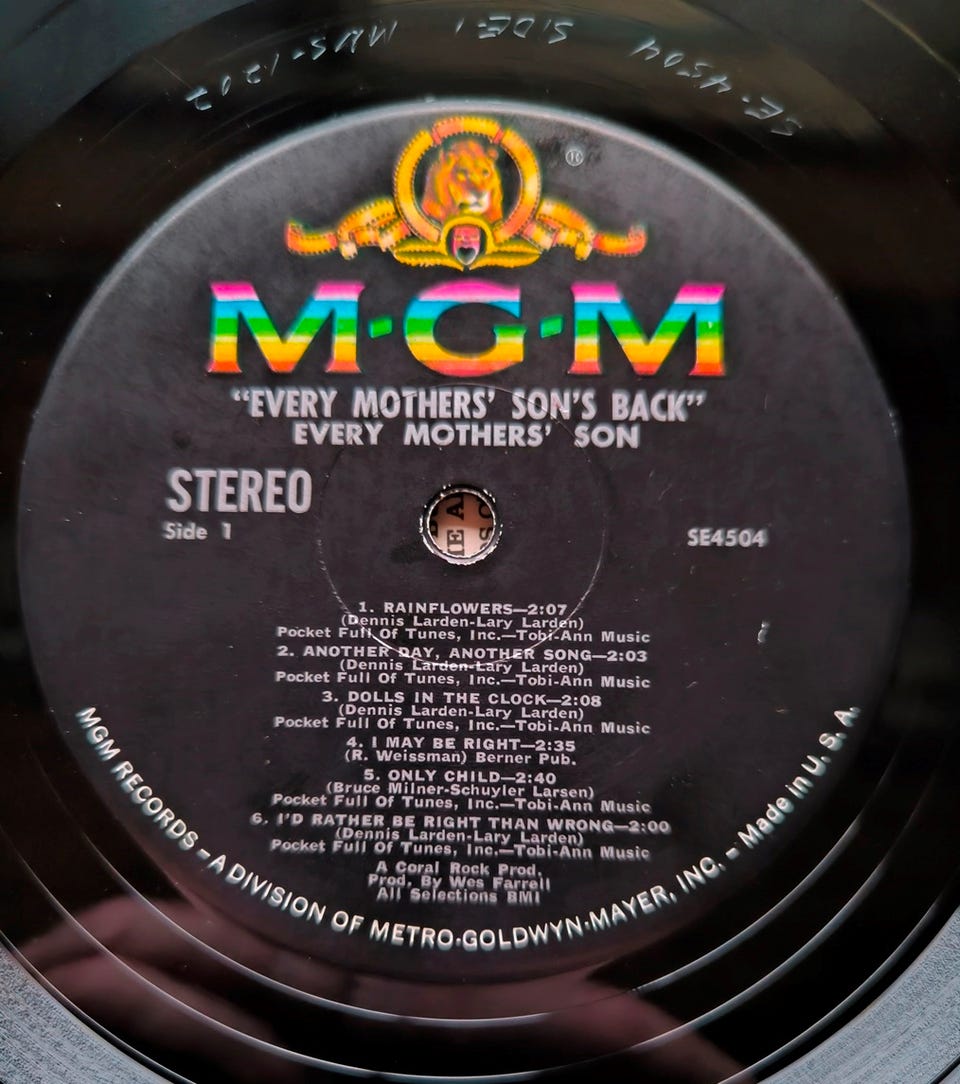 SE-4504 SIDE-1 MNS-1202
®
M·G·M
“EVERY MOTHERS’ SON’S BACK”
EVERY MOTHERS’ SON
STEREO
Side 1
SE4504
1. RAINFLOWERS—2:07
(Dennis Larden-Lary Larden)
Pocket Full Of Tunes, Inc.—Tobi-Ann Music
2. ANOTHER DAY, ANOTHER SONG—2:03
(Dennis Larden-Lary Larden)
Pocket Full Of Tunes, Inc.—Tobi-Ann Music
3. DOLLS IN THE CLOCK—2:08
(Dennis Larden-Lary Larden)
Pocket Full Of Tunes, Inc.—Tobi-Ann Music
4. I MAY BE RIGHT—2:35
(R. Weissman) Berner Pub.
5. ONLY CHILD—2:40
(Bruce Milner-Schuyler Larsen)
Pocket Full Of Tunes, Inc.—Tobi-Ann Music
6. I’D RATHER BE RIGHT THAN WRONG—2:00
(Dennis Larden-Lary Larden)
Pocket Full Of Tunes, Inc.—Tobi-Ann Music
A Coral Rock Prod.
Prod. By Wes Farrell
All Selections BMI
MGM RECORDS – A DIVISION OF METRO-GOLDWYN-MAYER, INC. – Made in U. S. A.